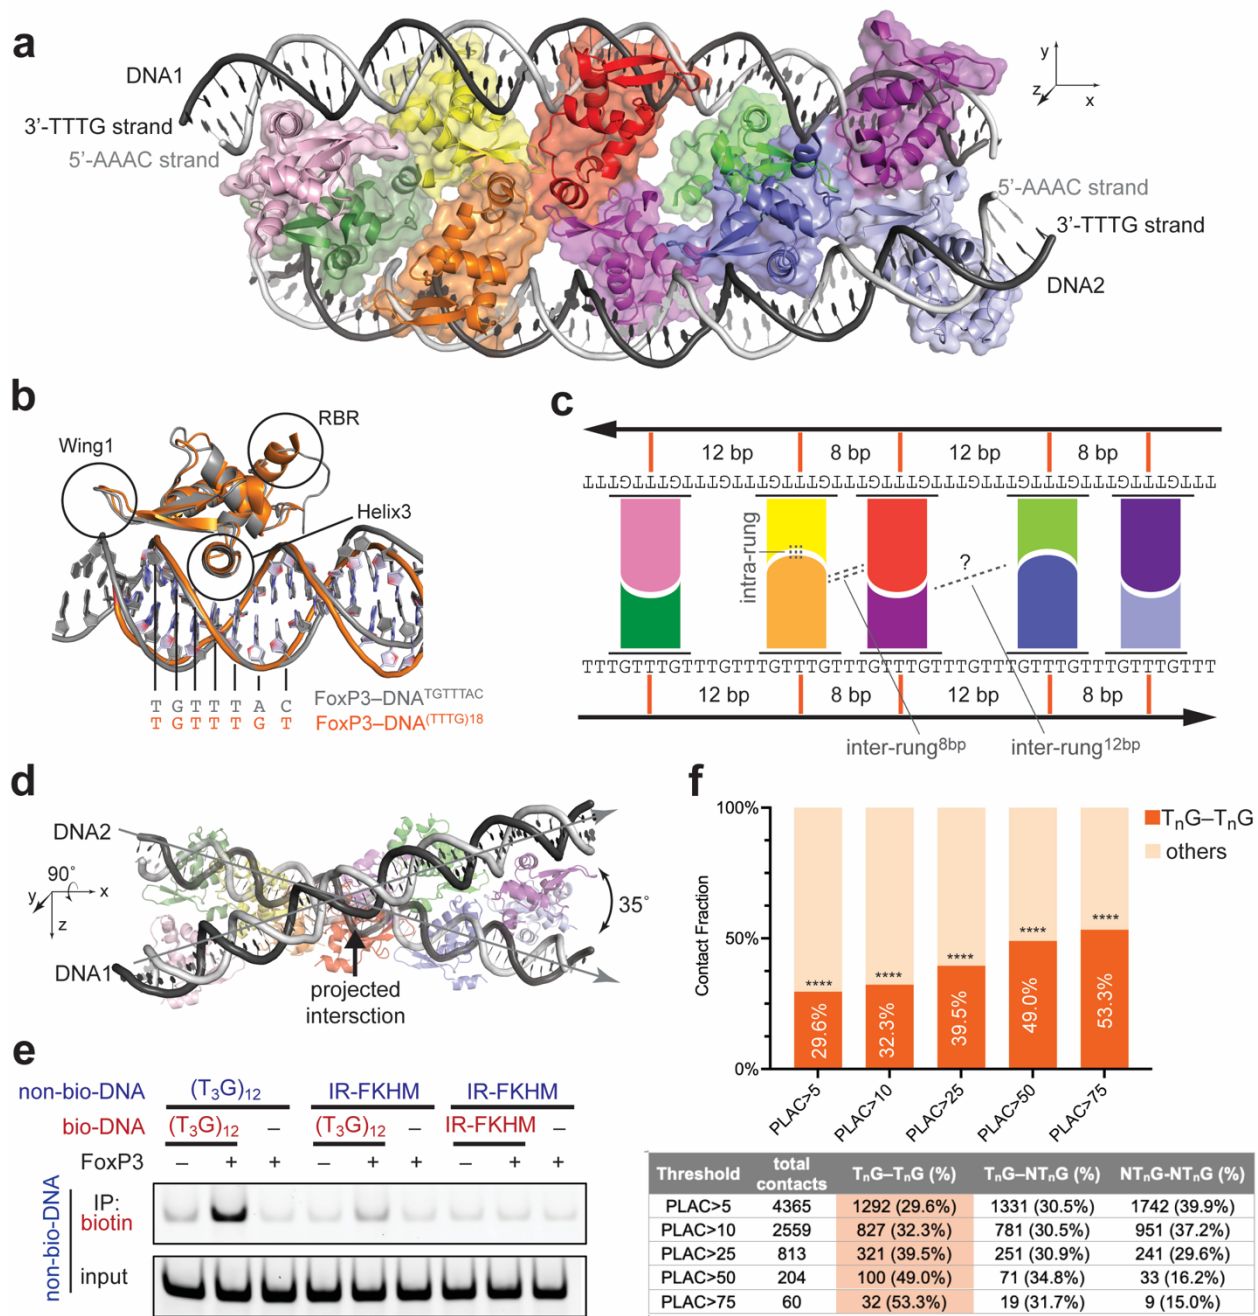 a
DNA1
3'-TTTG strand
5'-AAAC strand
y
z
x
5'-AAAC strand
3'-TTTG strand
DNA2
b
Wing1
RBR
Helix3
T G T T T A C
FoxP3–DNATGTTTAC
T G T T T G T
FoxP3–DNA(TTTG)18
c
12 bp
8 bp
12 bp
8 bp
intra-rung
?
TTTGTTTGTTTGTTTGTTTGTTTGTTTGTTTGTTTGTTT
12 bp
8 bp
12 bp
8 bp
inter-rung8bp
inter-rung12bp
d
DNA2
90°
y
x
z
35°
DNA1
projected
intersction
e
non-bio-DNA
(T3G)12
IR-FKHM
IR-FKHM
bio-DNA
(T3G)12
–
(T3G)12
–
IR-FKHM
–
FoxP3
–
+
+
–
+
+
–
+
+
non-bio-DNA
IP:
biotin
input
f
100%
50%
0%
Contact Fraction
TnG–TnG
others
****
****
****
****
****
29.6%
32.3%
39.5%
49.0%
53.3%
PLAC>5
PLAC>10
PLAC>25
PLAC>50
PLAC>75
Threshold total contacts TnG–TnG (%) TnG–NTnG (%) NTnG-NTnG (%)
PLAC>5 4365 1292 (29.6%) 1331 (30.5%) 1742 (39.9%)
PLAC>10 2559 827 (32.3%) 781 (30.5%) 951 (37.2%)
PLAC>25 813 321 (39.5%) 251 (30.9%) 241 (29.6%)
PLAC>50 204 100 (49.0%) 71 (34.8%) 33 (16.2%)
PLAC>75 60 32 (53.3%) 19 (31.7%) 9 (15.0%)